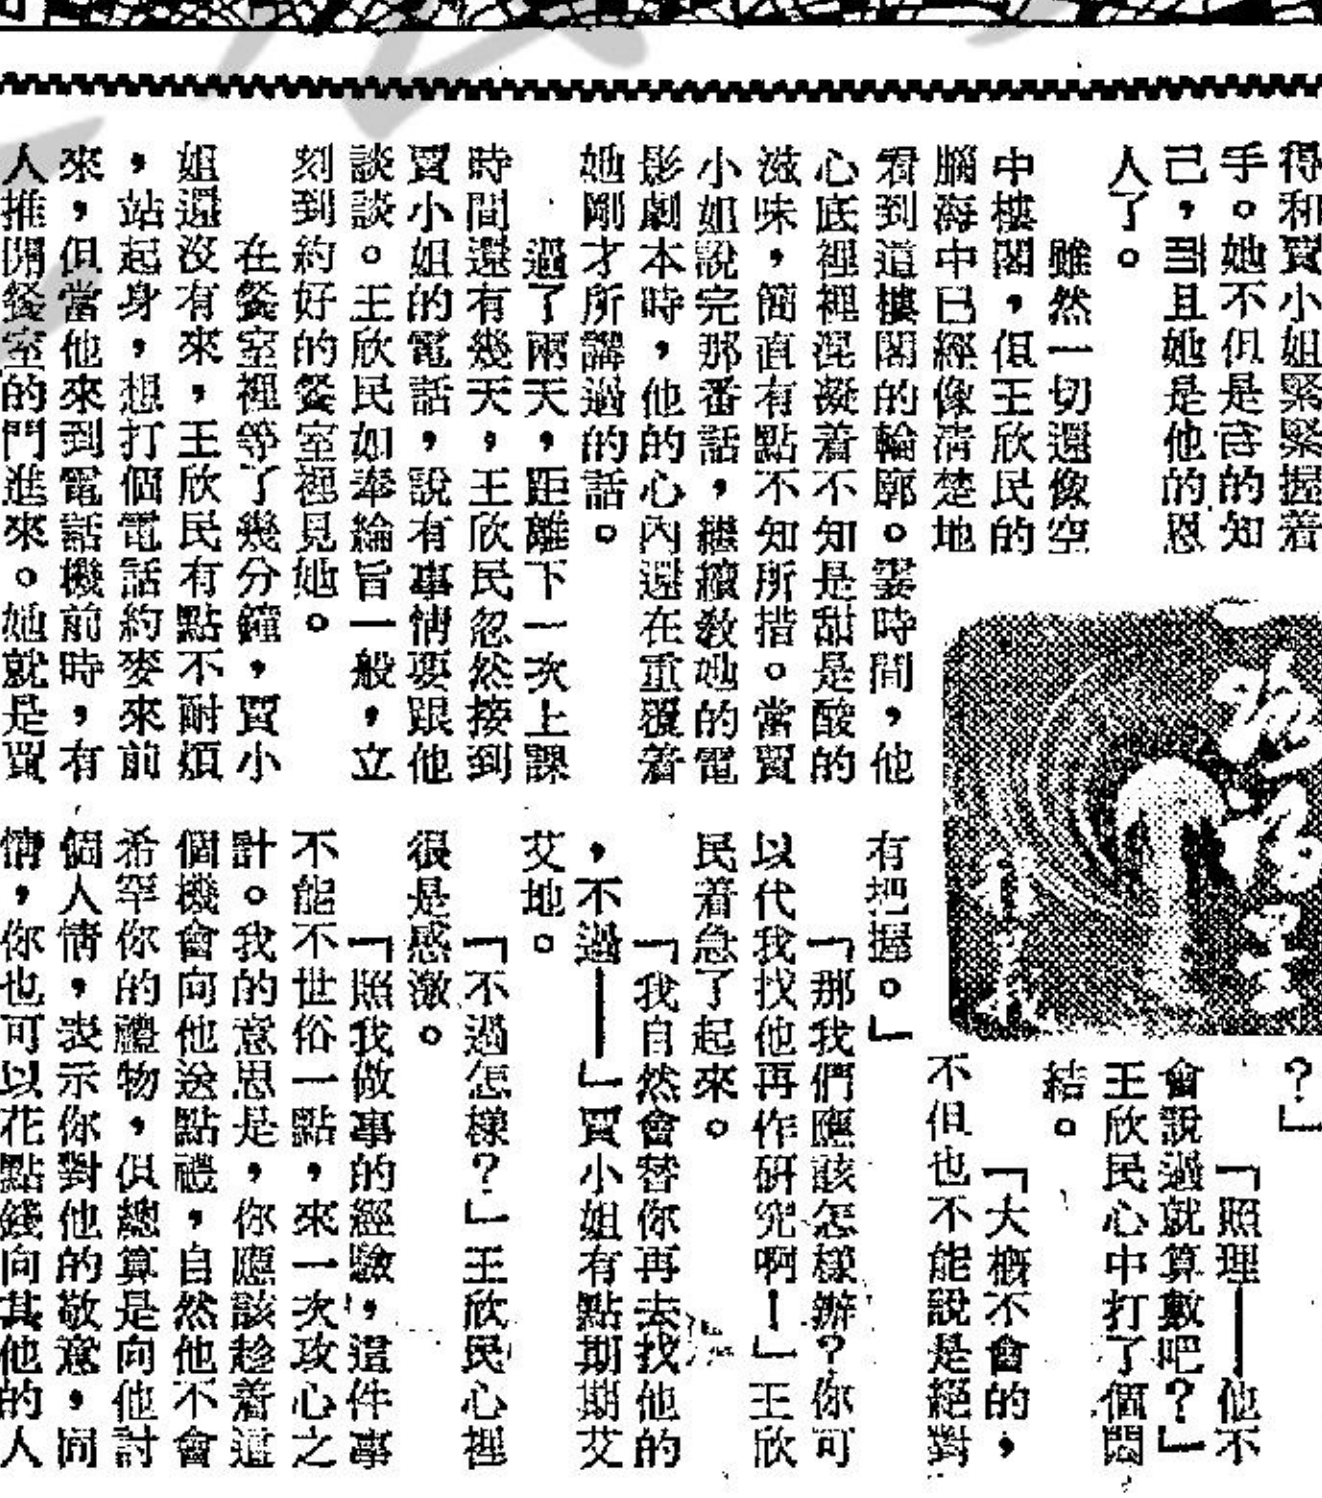 得和賈小姐緊緊握着
手。她不但是他的知
己，而且她是他的恩
人了。
雖然一切還像空
中樓閣，但王欣民的
腦海中已經像清楚地
看到這樓閣的輪廓。霎時間，他
心底裡裡混凝着不知是甜是酸的
滋味，簡直有點不知所措。當賈
小姐說完那番話，繼續教她的電
影劇本時，他的心內還在重覆着
她剛才所講過的話。
過了兩天，距離下一次上課
時間還有幾天，王欣民忽然接到
賈小姐的電話，說有事情要跟他
談談。王欣民如奉綸旨一般，立
刻到約好的餐室裡見她。
在餐室裡等了幾分鐘，賈小
姐還沒有來，王欣民有點不耐煩
，站起身，想打個電話約麥來前
來，但當他來到電話機前時，有
人推開餐室的門進來。她就是賈
？」
「照理——他不
會說過就算數吧？」
王欣民心中打了個悶
結。
「大概不會的，
不但也不能說是絕對
有把握。」
「那我們應該怎樣辦？你可
以代我找他再作研究啊！」王欣
民着急了起來。
「我自然會替你再去找他的
，不過——」賈小姐有點期期艾
艾地。
「不過怎樣？」王欣民心裡
很是感激。
「照我做事的經驗，這件事
不能不世俗一點，來一次攻心之
計。我的意思是，你應該趁着這
個機會向他送點禮，自然他不會
希罕你的禮物，但總算是向他討
個人情，表示你對他的敬意，同
情，你也可以花點錢向其他的人